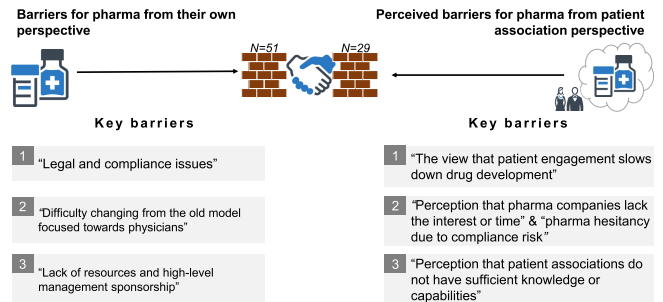 Barriers for pharma from their own
perspective
N=51
N=29
Perceived barriers for pharma from patient
association perspective
Key barriers
1
“Legal and compliance issues”
2
“Difficulty changing from the old model
focused towards physicians”
3
“Lack of resources and high-level
management sponsorship”
Key barriers
1
“The view that patient engagement slows
down drug development”
2
“Perception that pharma companies lack
the interest or time” & “pharma hesitancy
due to compliance risk”
3
“Perception that patient associations do
not have sufficient knowledge or
capabilities”